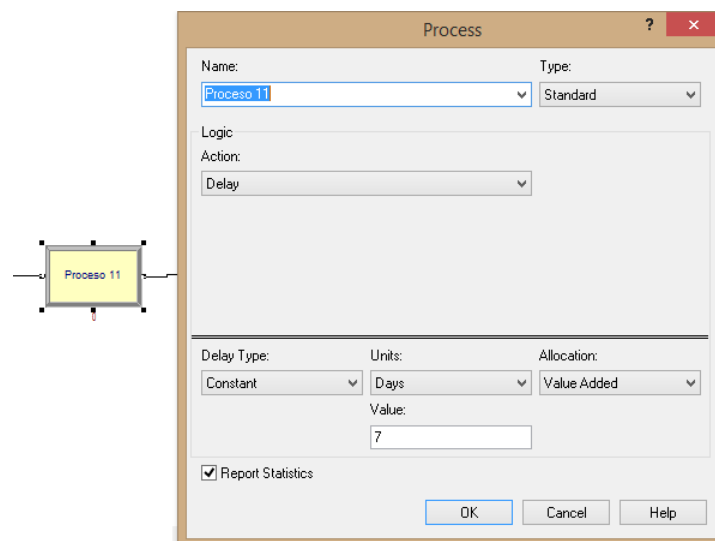 Process
?
Name:
Type:
Proceso 11
Standard
Logic
Action:
Delay
Proceso 11
0
Delay Type:
Units:
Allocation:
Constant
Days
Value Added
Value:
7
Report Statistics
OK
Cancel
Help